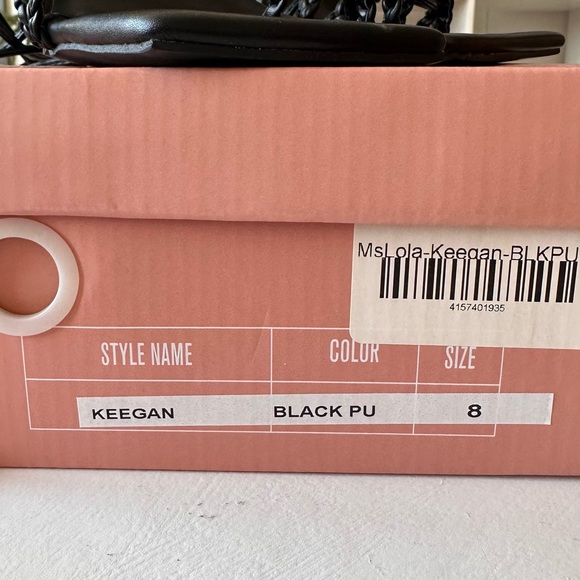 MsLola-Keegan-BLKPU
4157401935
STYLE NAME COLOR SIZE
KEEGAN BLACK PU 8